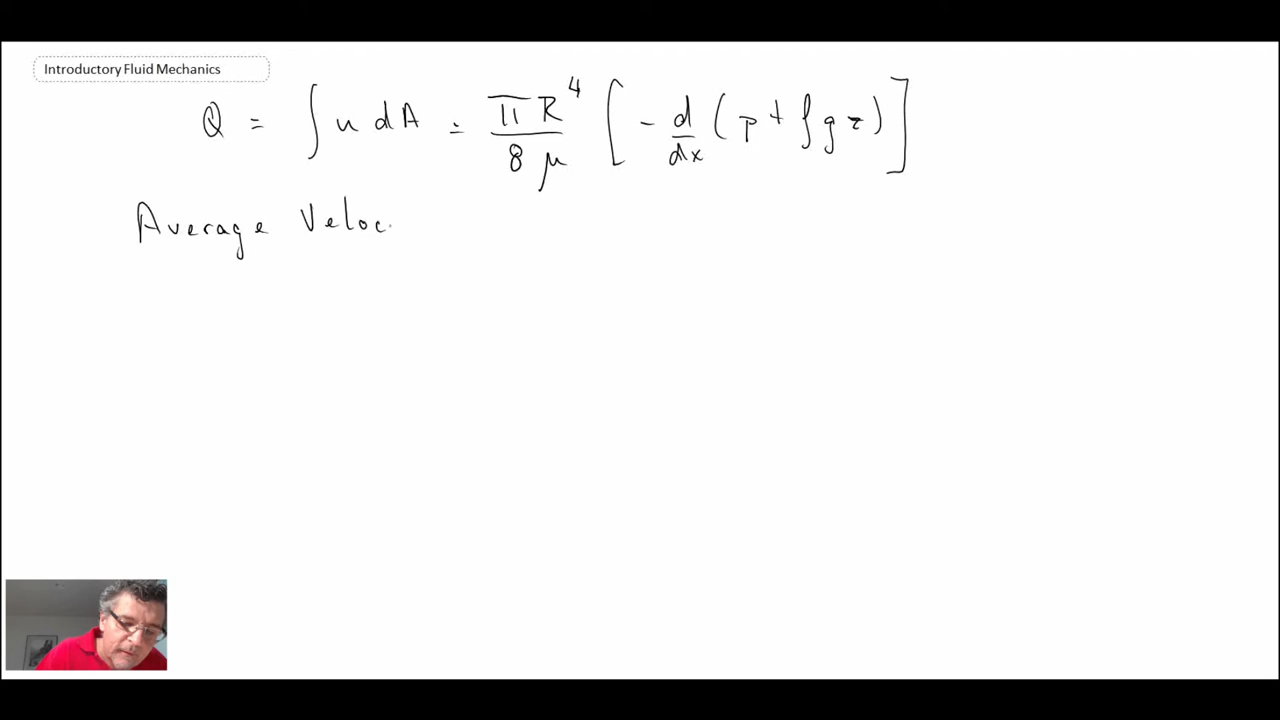 Introductory Fluid Mechanics
Q = ∫ u dA = πR⁴/8μ [ - d/dx (p + ρgz) ]
Average Veloc